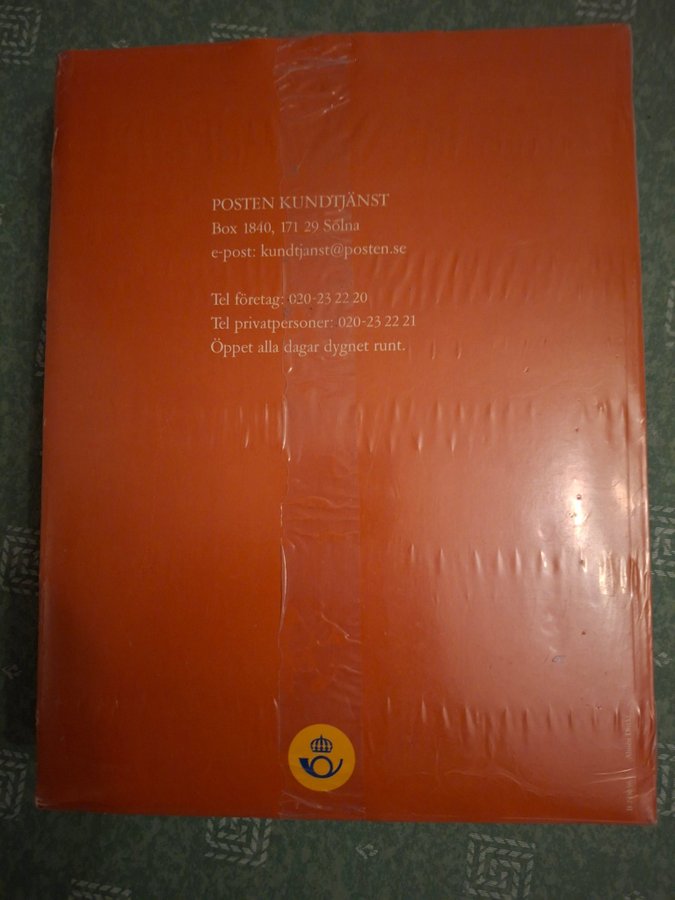 POSTEN KUNDTJÄNST
Box 1840, 171 29 Solna
e-post: kundtjanst@posten.se
Tel företag: 020-23 22 20
Tel privatpersoner: 020-23 22 21
Öppet alla dagar dygnet runt.